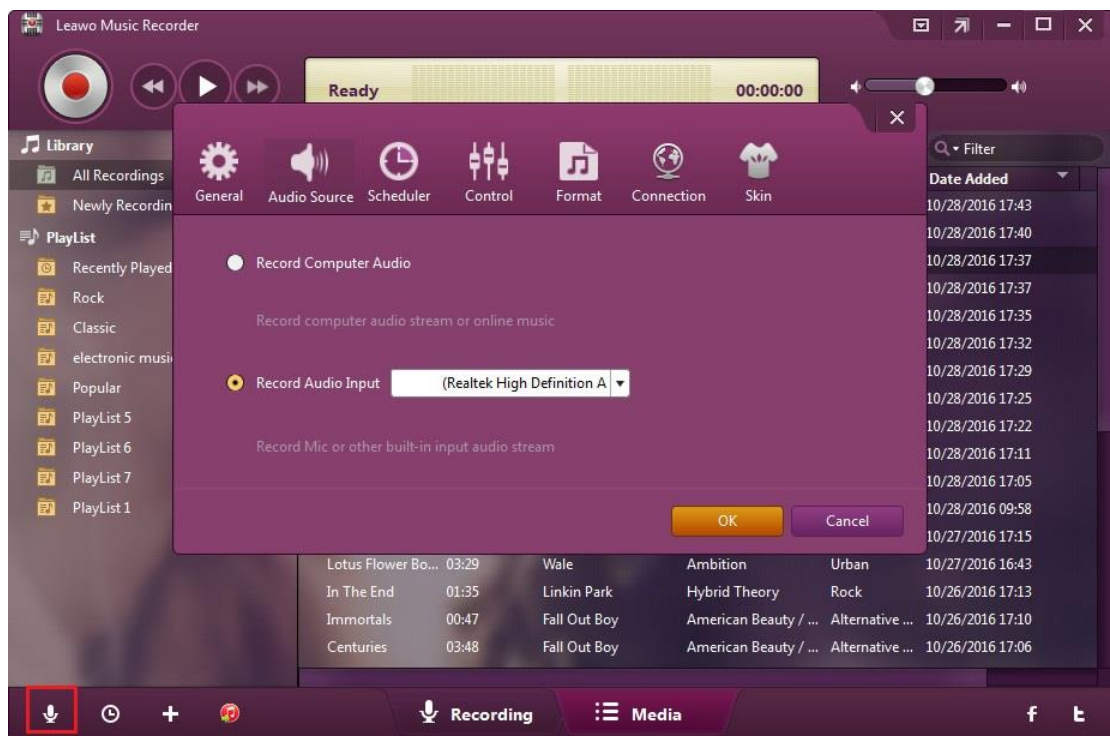 Leawo Music Recorder
Ready 00:00:00
Library
All Recordings
Newly Recordin
PlayList
Recently Played
Rock
Classic
electronic musi
Popular
PlayList 5
PlayList 6
PlayList 7
PlayList 1
General Audio Source Scheduler Control Format Connection Skin
Record Computer Audio
Record computer audio stream or online music
Record Audio Input (Realtek High Definition A
Record Mic or other built-in input audio stream
OK Cancel
Filter
Date Added
10/28/2016 17:43
10/28/2016 17:40
10/28/2016 17:37
10/28/2016 17:37
10/28/2016 17:35
10/28/2016 17:32
10/28/2016 17:29
10/28/2016 17:25
10/28/2016 17:22
10/28/2016 17:11
10/28/2016 17:05
10/28/2016 09:58
10/27/2016 17:15
Lotus Flower Bo... 03:29 Wale Ambition Urban 10/27/2016 16:43
In The End 01:35 Linkin Park Hybrid Theory Rock 10/26/2016 17:13
Immortals 00:47 Fall Out Boy American Beauty / ... Alternative ... 10/26/2016 17:10
Centuries 03:48 Fall Out Boy American Beauty / ... Alternative ... 10/26/2016 17:06
Recording Media